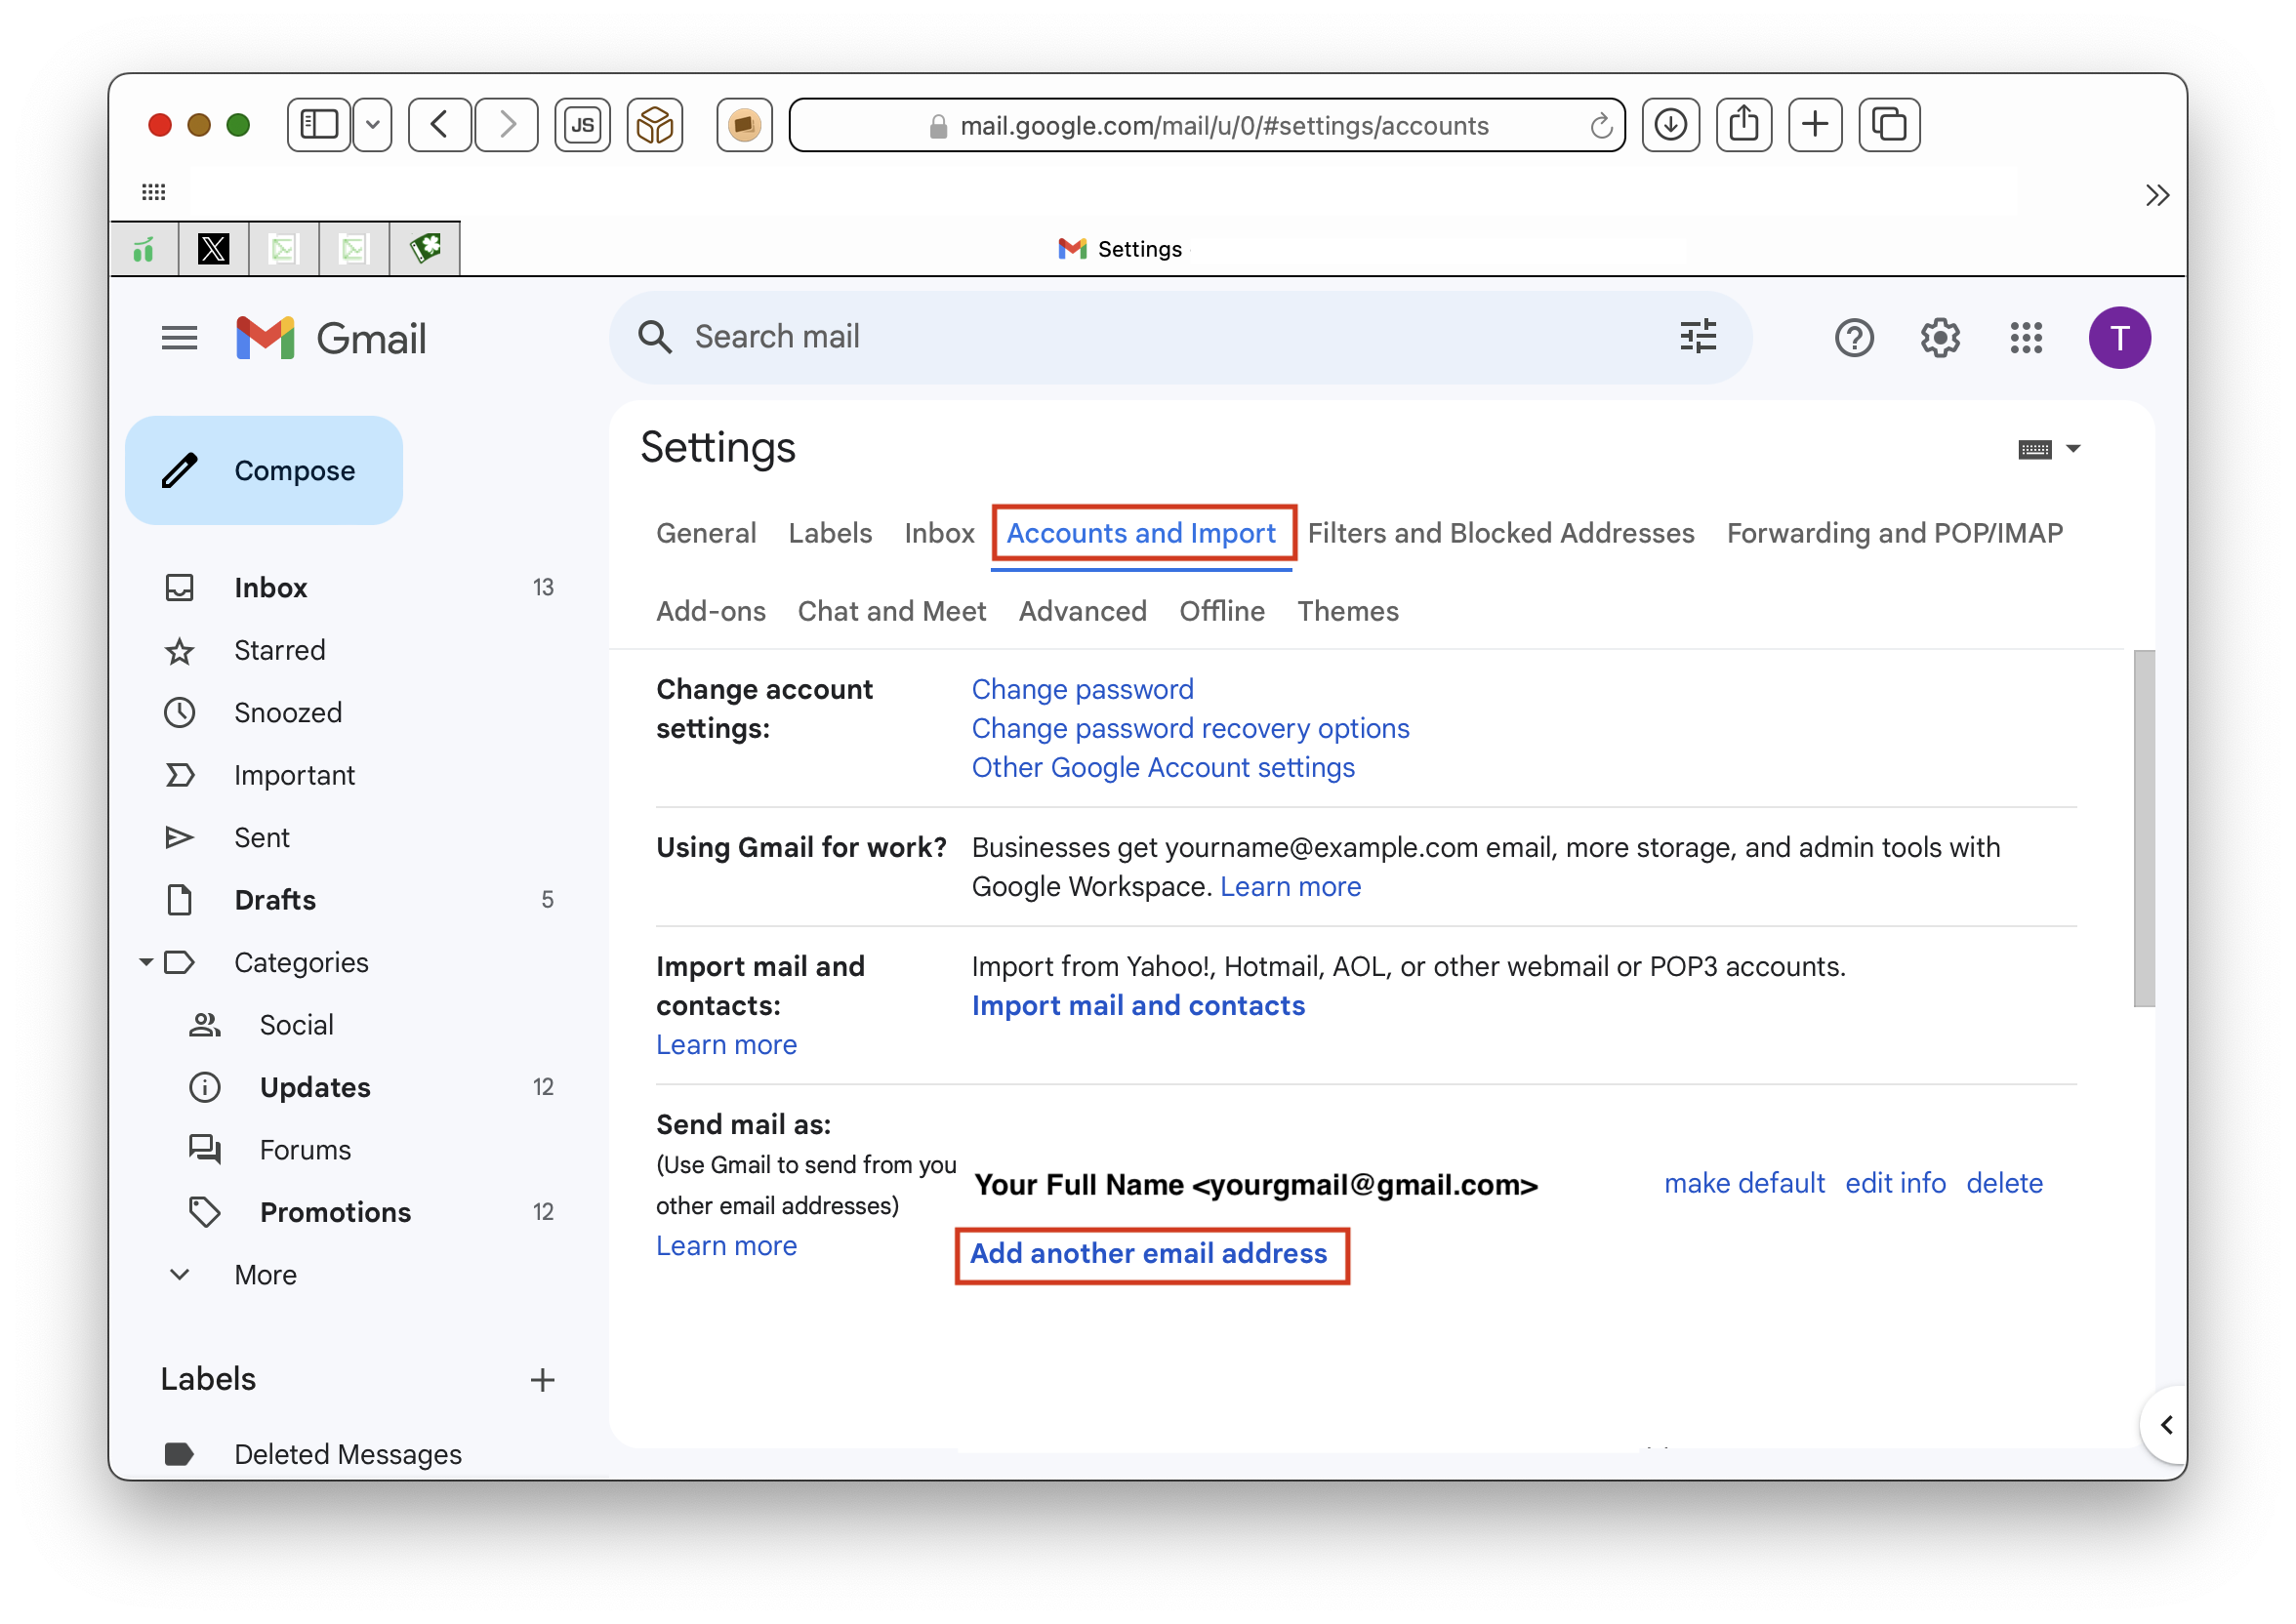 JS
mail.google.com/mail/u/0/#settings/accounts
X
Settings
Gmail
Search mail
T
Compose
Inbox 13
Starred
Snoozed
Important
Sent
Drafts 5
Categories
Social
Updates 12
Forums
Promotions 12
More
Labels
Deleted Messages
Settings
General Labels Inbox Accounts and Import Filters and Blocked Addresses Forwarding and POP/IMAP
Add-ons Chat and Meet Advanced Offline Themes
Change account
settings:
Change password
Change password recovery options
Other Google Account settings
Using Gmail for work?
Businesses get yourname@example.com email, more storage, and admin tools with
Google Workspace. Learn more
Import mail and
contacts:
Learn more
Import from Yahoo!, Hotmail, AOL, or other webmail or POP3 accounts.
Import mail and contacts
Send mail as:
(Use Gmail to send from you
other email addresses)
Learn more
Your Full Name <yourgmail@gmail.com>
make default edit info delete
Add another email address